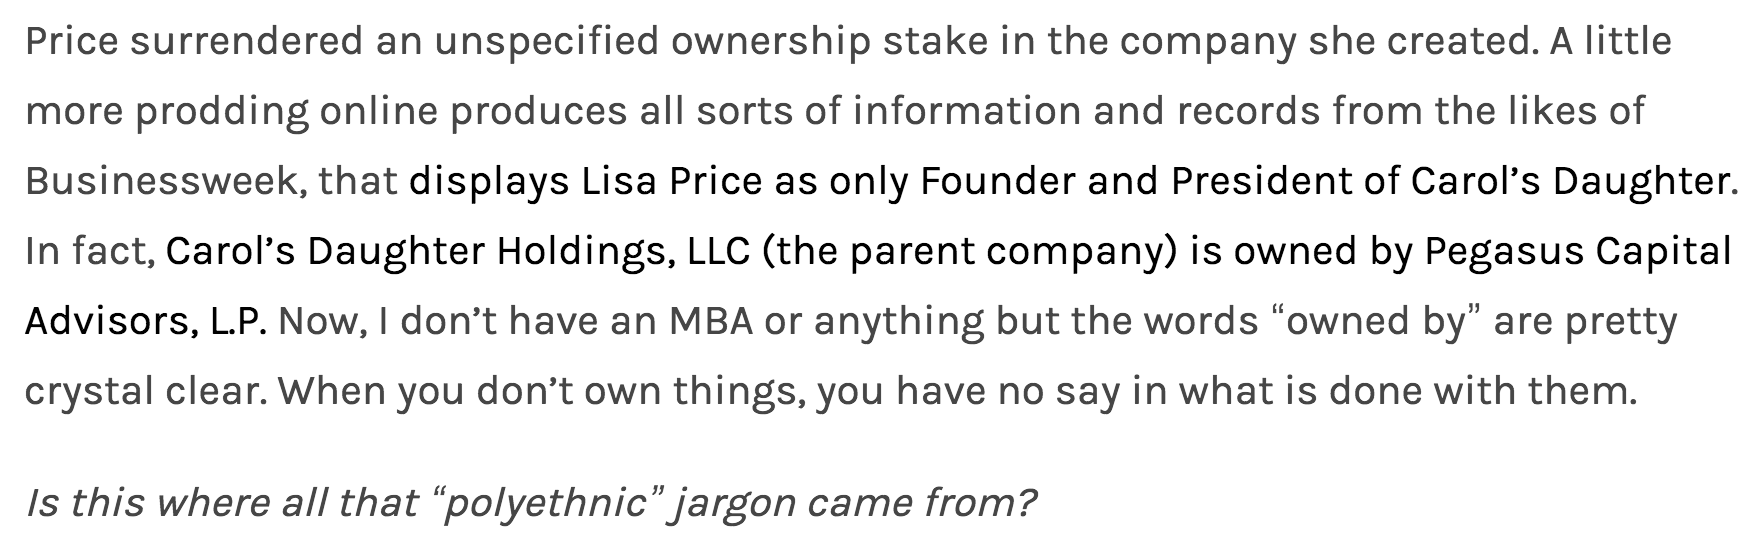 Price surrendered an unspecified ownership stake in the company she created. A little
more prodding online produces all sorts of information and records from the likes of
Businessweek, that displays Lisa Price as only Founder and President of Carol’s Daughter.
In fact, Carol’s Daughter Holdings, LLC (the parent company) is owned by Pegasus Capital
Advisors, L.P. Now, I don’t have an MBA or anything but the words “owned by” are pretty
crystal clear. When you don’t own things, you have no say in what is done with them.
Is this where all that “polyethnic” jargon came from?